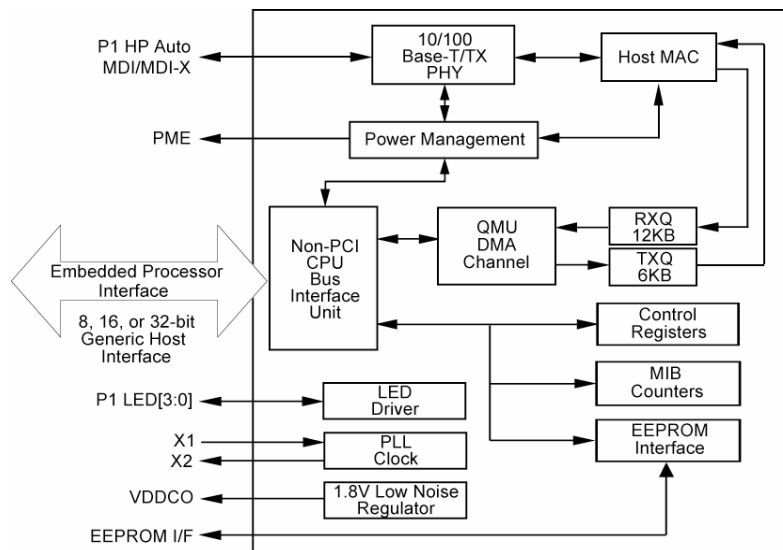 P1 HP Auto
MDI/MDI-X
10/100
Base-T/TX
PHY
Host MAC
PME
Power Management
Non-PCI
CPU
Bus
Interface
Unit
QMU
DMA
Channel
RXQ
12KB
TXQ
6KB
Embedded Processor
Interface
8, 16, or 32-bit
Generic Host
Interface
Control
Registers
MIB
Counters
P1 LED[3:0]
LED
Driver
EEPROM
Interface
X1
X2
PLL
Clock
VDDCO
1.8V Low Noise
Regulator
EEPROM I/F